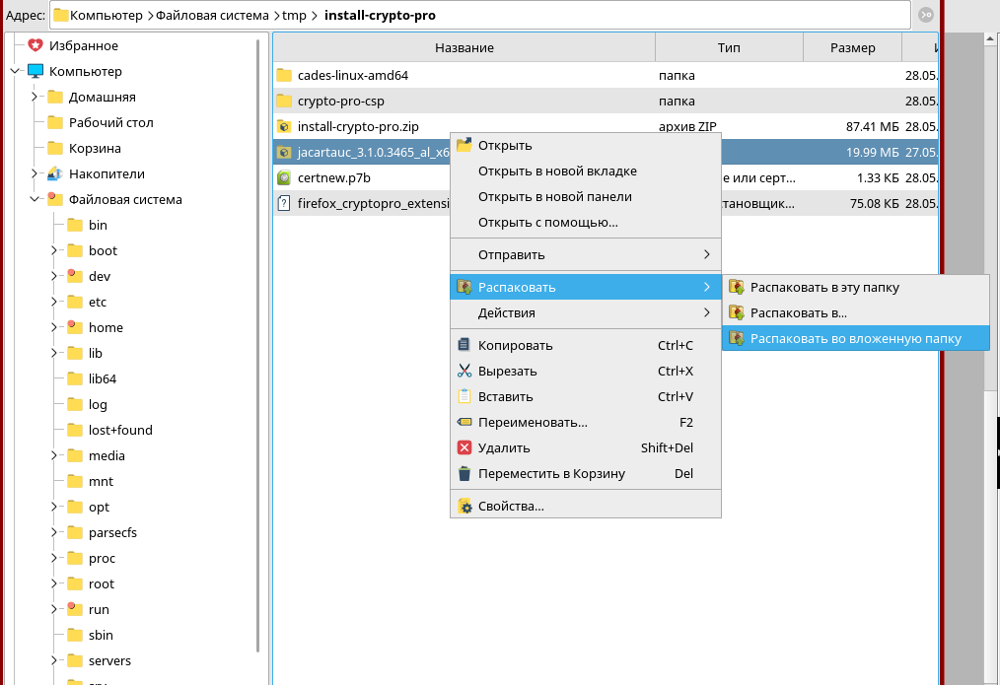 Адрес: Компьютер Файловая система tmp install-crypto-pro
Избранное
Компьютер
Домашняя
Рабочий стол
Корзина
Накопители
Файловая система
bin
boot
dev
etc
home
lib
lib64
log
lost+found
media
mnt
opt
parsecfs
proc
root
run
sbin
servers
Название Тип Размер
cades-linux-amd64 папка 28.05.
crypto-pro-csp папка 28.05.
install-crypto-pro.zip архив ZIP 87.41 МБ 28.05.
jacartauc_3.1.0.3465_al_x6 19.99 МБ 27.05.
certnew.p7b е или серт... 1.33 КБ 28.05.
firefox_cryptopro_extensi тановщик... 75.08 КБ 28.05.
Открыть
Открыть в новой вкладке
Открыть в новой панели
Открыть с помощью...
Отправить
Распаковать
Действия
Копировать Ctrl+C
Вырезать Ctrl+X
Вставить Ctrl+V
Переименовать... F2
Удалить Shift+Del
Переместить в Корзину Del
Свойства...
Распаковать в эту папку
Распаковать в...
Распаковать во вложенную папку